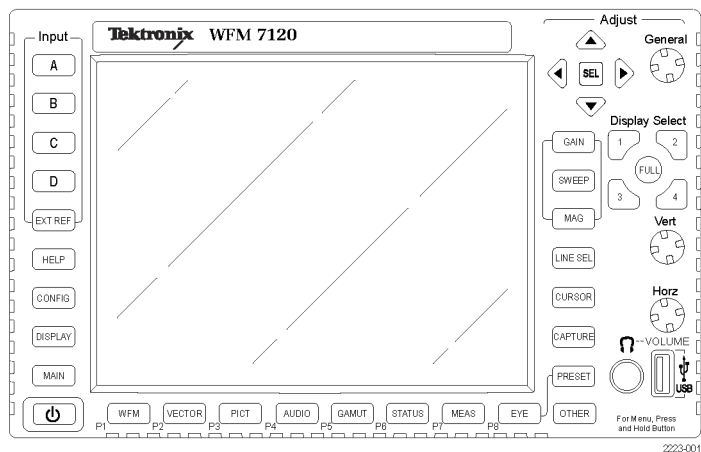 Input
Tektronix WFM 7120
Adjust
General
A
B
C
D
EXT REF
HELP
CONFIG
DISPLAY
MAIN
SEL
Display Select
1
2
FULL
3
4
GAIN
SWEEP
MAG
LINE SEL
CURSOR
CAPTURE
PRESET
OTHER
Vert
Horz
VOLUME
USB
WFM
VECTOR
PICT
AUDIO
GAMUT
STATUS
MEAS
EYE
P1
P2
P3
P4
P5
P6
P7
P8
For Menu, Press
and Hold Button
2223-001